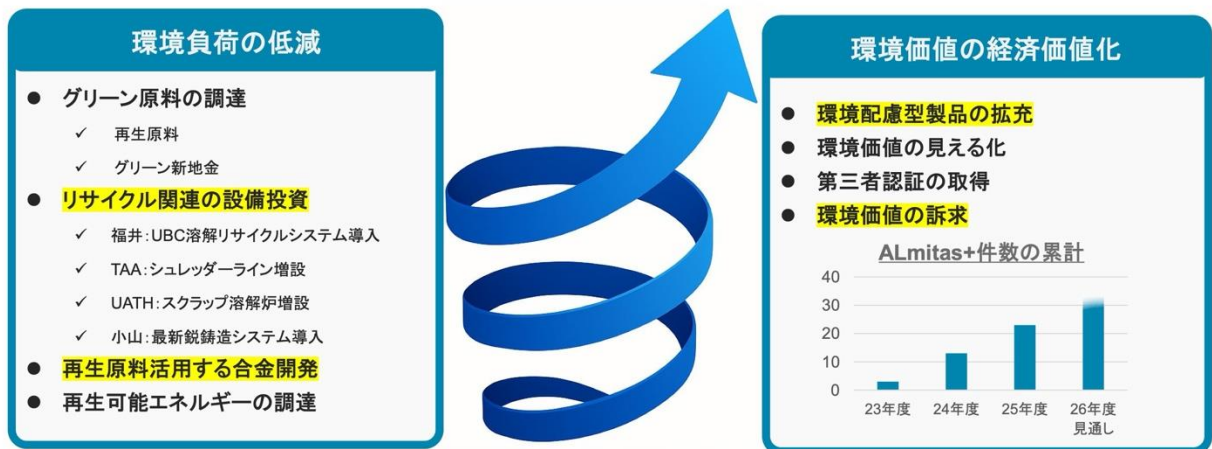 環境負荷の低減
● グリーン原料の調達
✓ 再生原料
✓ グリーン新地金
● リサイクル関連の設備投資
✓ 福井：UBC溶解リサイクルシステム導入
✓ TAA：シュレッダーライン増設
✓ UATH：スクラップ溶解炉増設
✓ 小山：最新鋭鋳造システム導入
● 再生原料活用する合金開発
● 再生可能エネルギーの調達
環境価値の経済価値化
● 環境配慮型製品の拡充
● 環境価値の見える化
● 第三者認証の取得
● 環境価値の訴求
ALmitas+件数の累計
40
30
20
10
0
23年度 24年度 25年度 26年度
見通し